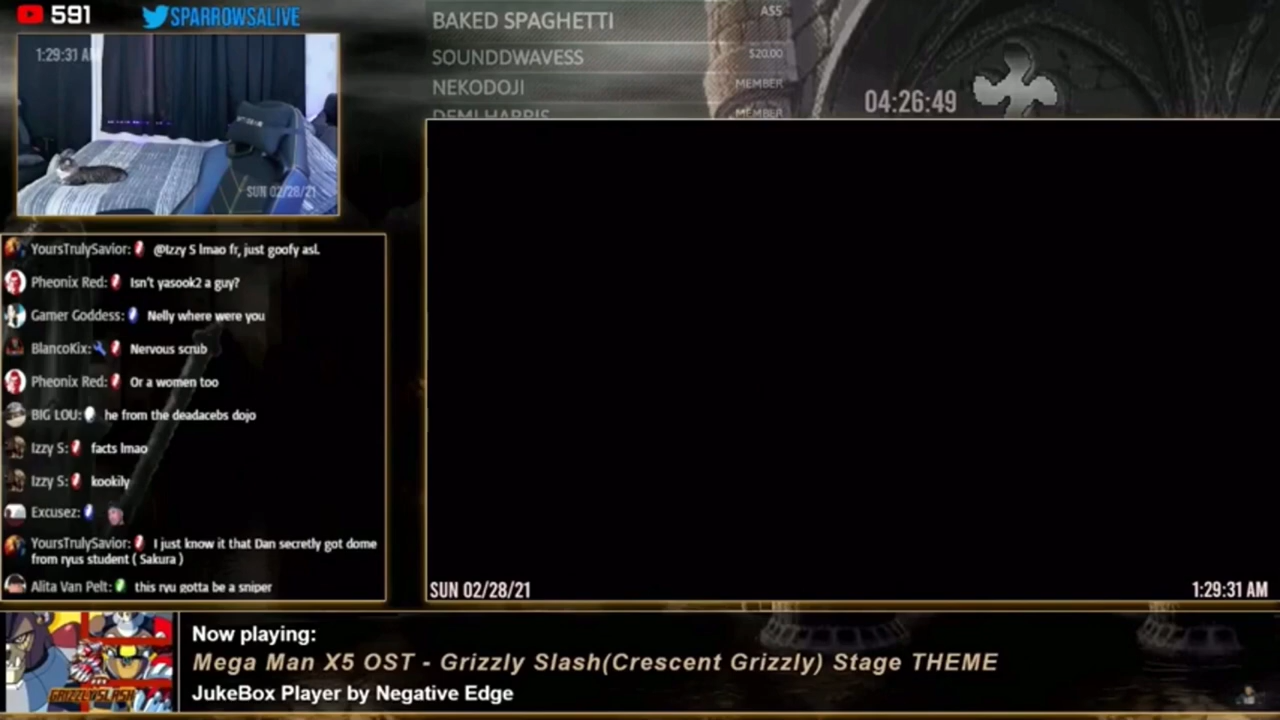 591
SPARROWSALIVE
1:29:31 AM
SUN 02/28/21
BAKED SPAGHETTI
A$5
SOUNDDWAVESS
$20.00
NEKODOJI
MEMBER
DEMI HARRIS
MEMBER
04:26:49
YoursTrulySavior: @Izzy S lmao fr, just goofy asl.
Pheonix Red: Isn't yasook2 a guy?
Gamer Goddess: Nelly where were you
BlancoKix: Nervous scrub
Pheonix Red: Or a women too
BIG LOU: he from the deadacebs dojo
Izzy S: facts lmao
Izzy S: kookily
Excusez:
YoursTrulySavior: I just know it that Dan secretly got dome
from ryus student ( Sakura )
Alita Van Pelt: this ryu gotta be a sniper
SUN 02/28/21
1:29:31 AM
GRIZZLY SLASH
Now playing:
Mega Man X5 OST - Grizzly Slash(Crescent Grizzly) Stage THEME
JukeBox Player by Negative Edge